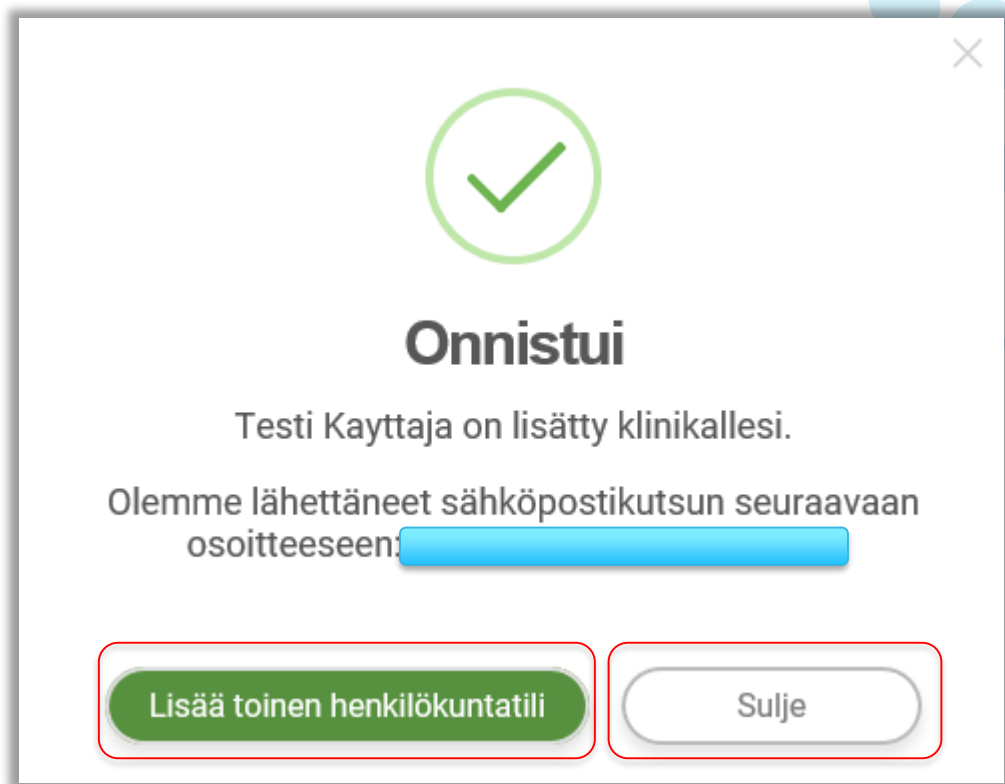 Onnistui
Testi Kayttaja on lisätty klinikallesi.
Olemme lähettäneet sähköpostikutsun seuraavaan
osoitteeseen:
Lisää toinen henkilökuntatili
Sulje